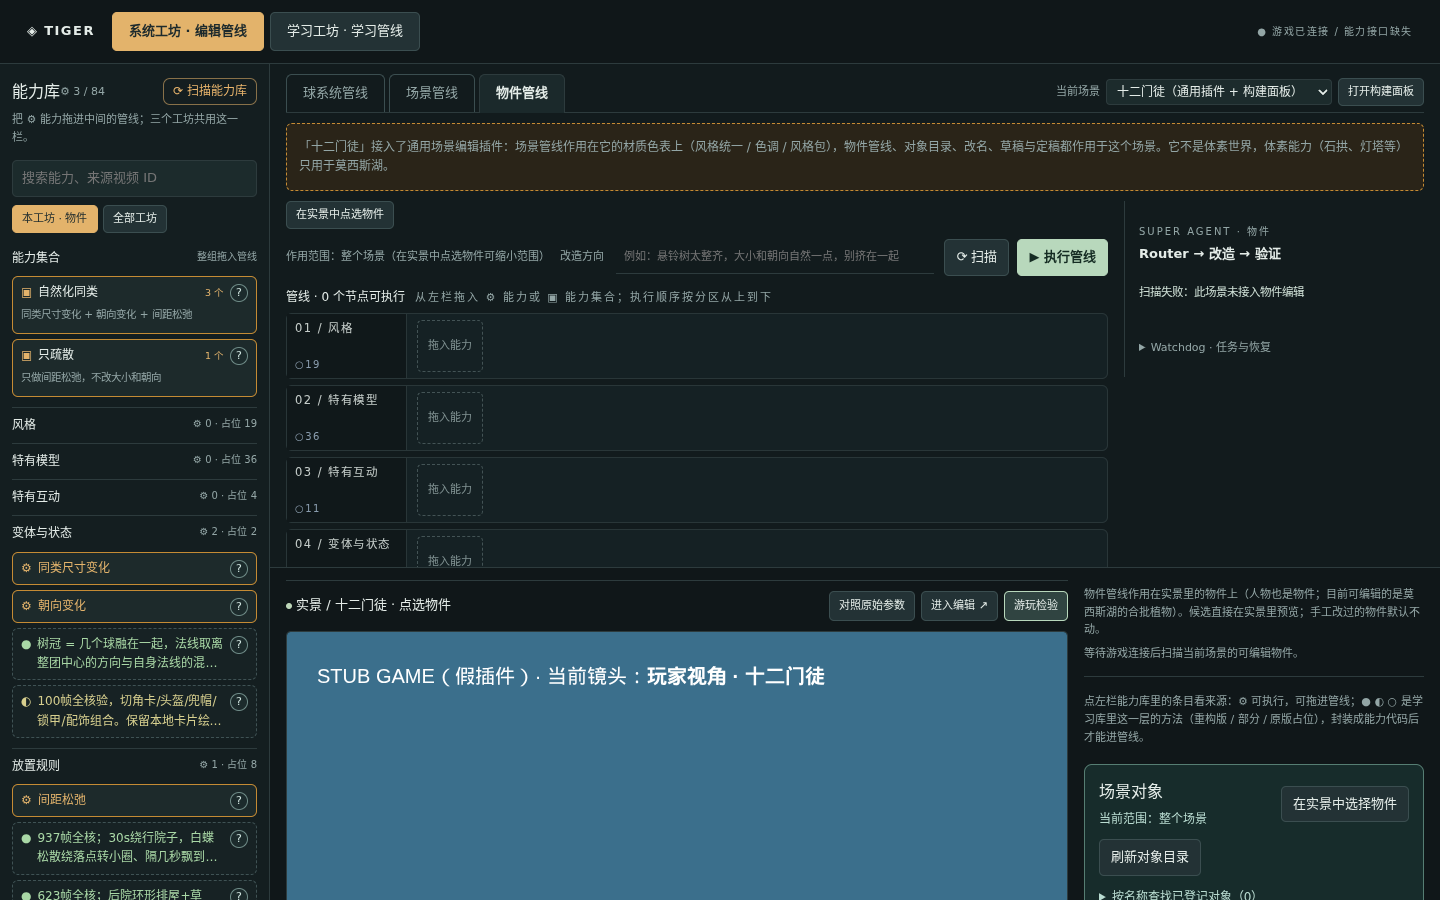 ◈ TIGER
系统工坊 · 编辑管线
学习工坊 · 学习管线
● 游戏已连接 / 能力接口缺失
能力库 ⚙ 3 / 84
⟳ 扫描能力库
把 ⚙ 能力拖进中间的管线；三个工坊共用这一
栏。
搜索能力、来源视频 ID
本工坊 · 物件
全部工坊
能力集合
整组拖入管线
▣ 自然化同类
3 个
?
同类尺寸变化 + 朝向变化 + 间距松弛
▣ 只疏散
1 个
?
只做间距松弛，不改大小和朝向
风格
⚙ 0 · 占位 19
特有模型
⚙ 0 · 占位 36
特有互动
⚙ 0 · 占位 4
变体与状态
⚙ 2 · 占位 2
⚙ 同类尺寸变化
?
⚙ 朝向变化
?
● 树冠 = 几个球融在一起，法线取离
整团中心的方向与自身法线的混…
?
◐ 100帧全核验，切角卡/头盔/兜帽/
锁甲/配饰组合。保留本地卡片绘…
?
放置规则
⚙ 1 · 占位 8
⚙ 间距松弛
?
● 937帧全核；30s绕行院子，白蝶
松散绕落点转小圈、隔几秒飘到…
?
● 623帧全核；后院环形排屋+草
?
球系统管线
场景管线
物件管线
当前场景
十二门徒（通用插件 + 构建面板）
打开构建面板
「十二门徒」接入了通用场景编辑插件：场景管线作用在它的材质色表上（风格统一 / 色调 / 风格包），物件管线、对象目录、改名、草稿与定稿都作用于这个场景。它不是体素世界，体素能力（石拱、灯塔等）
只用于莫西斯湖。
在实景中点选物件
作用范围：整个场景（在实景中点选物件可缩小范围）
改造方向
例如：悬铃树太整齐，大小和朝向自然一点，别挤在一起
⟳ 扫描
▶ 执行管线
管线 · 0 个节点可执行
从左栏拖入 ⚙ 能力或 ▣ 能力集合；执行顺序按分区从上到下
01 / 风格
○19
拖入能力
02 / 特有模型
○36
拖入能力
03 / 特有互动
○11
拖入能力
04 / 变体与状态
拖入能力
SUPER AGENT · 物件
Router → 改造 → 验证
扫描失败：此场景未接入物件编辑
▶ Watchdog · 任务与恢复
● 实景 / 十二门徒 · 点选物件
对照原始参数
进入编辑 ↗
游玩检验
STUB GAME（假插件）· 当前镜头：玩家视角 · 十二门徒
物件管线作用在实景里的物件上（人物也是物件；目前可编辑的是莫
西斯湖的合批植物）。候选直接在实景里预览；手工改过的物件默认不
动。
等待游戏连接后扫描当前场景的可编辑物件。
点左栏能力库里的条目看来源：⚙ 可执行，可拖进管线；● ◐ ○ 是学
习库里这一层的方法（重构版 / 部分 / 原版占位），封装成能力代码后
才能进管线。
场景对象
当前范围：整个场景
在实景中选择物件
刷新对象目录
▶ 按名称查找已登记对象（0）